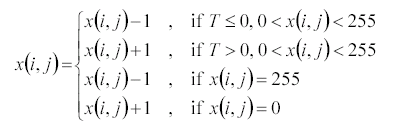 x(i, j)−1 , if T ≤ 0, 0 < x(i, j) < 255
x(i, j)+1 , if T > 0, 0 < x(i, j) < 255
x(i, j)=
x(i, j)−1 , if x(i, j) = 255
x(i, j)+1 , if x(i, j) = 0